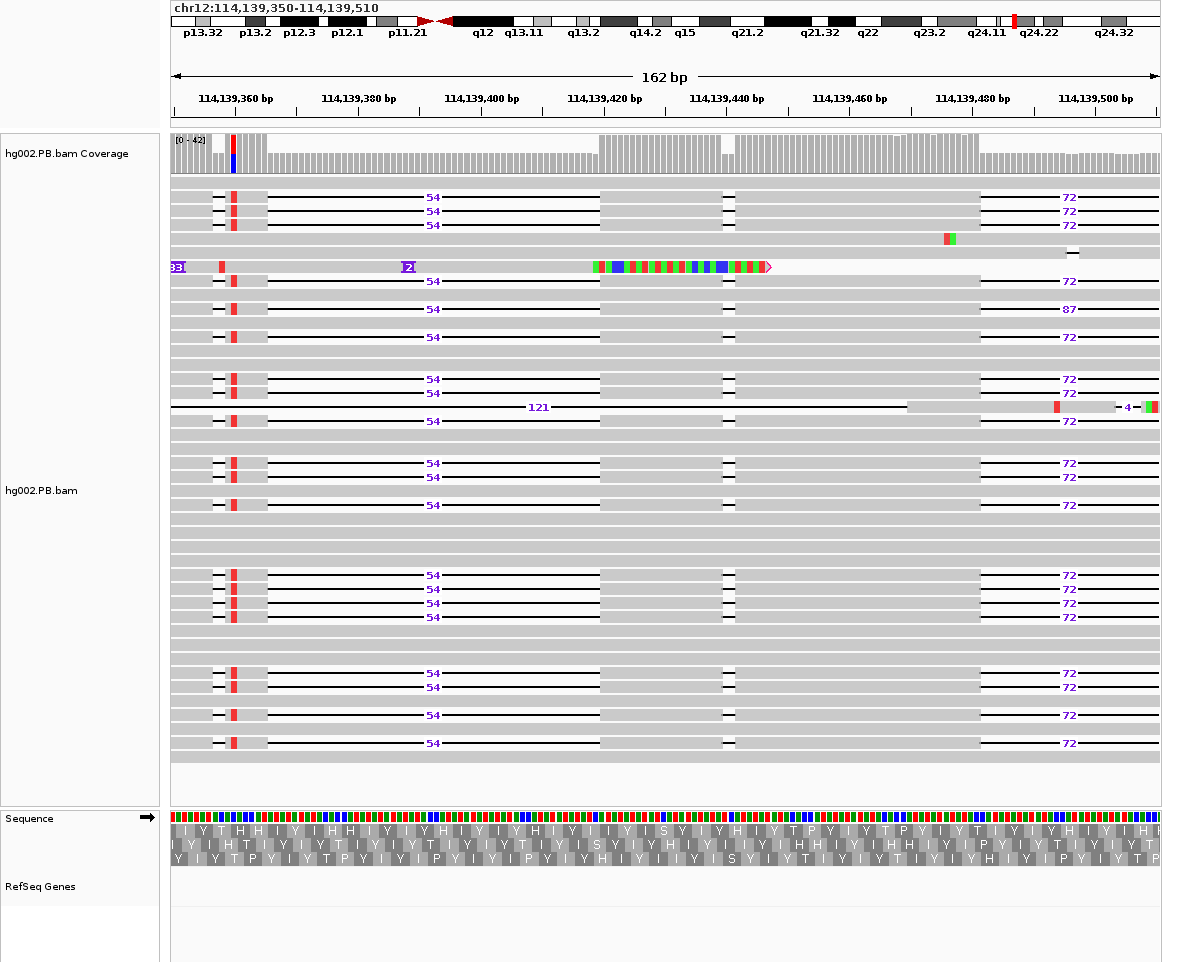 chr12:114,139,350-114,139,510
p13.32 p13.2 p12.3 p12.1 p11.21 q12 q13.11 q13.2 q14.2 q15 q21.2 q21.32 q22 q23.2 q24.11 q24.22 q24.32
162 bp
114,139,360 bp 114,139,380 bp 114,139,400 bp 114,139,420 bp 114,139,440 bp 114,139,460 bp 114,139,480 bp 114,139,500 bp
[0 - 42]
hg002.PB.bam Coverage
54 72
54 72
54 72
33 2
54 72
54 87
54 72
54 72
54 72
121 4
54 72
54 72
54 72
hg002.PB.bam
54 72
54 72
54 72
54 72
54 72
54 72
54 72
54 72
54 72
Sequence
I Y T H H I Y I H H I Y I Y H I Y I Y H I Y I I Y I S Y I Y H I Y T P Y I Y T P Y I Y T I Y I Y H I Y I H H
I Y I H T I Y I Y T I Y I Y T I Y I Y T I Y I S Y I Y H I Y I I Y I H H I Y I H H I Y I P Y I Y T I Y I Y T
Y I Y T P Y I Y T P Y I Y I P Y I Y I P Y I Y H I Y I I Y I S Y I Y T I Y I Y T I Y I Y H I Y I P Y I Y T P
RefSeq Genes